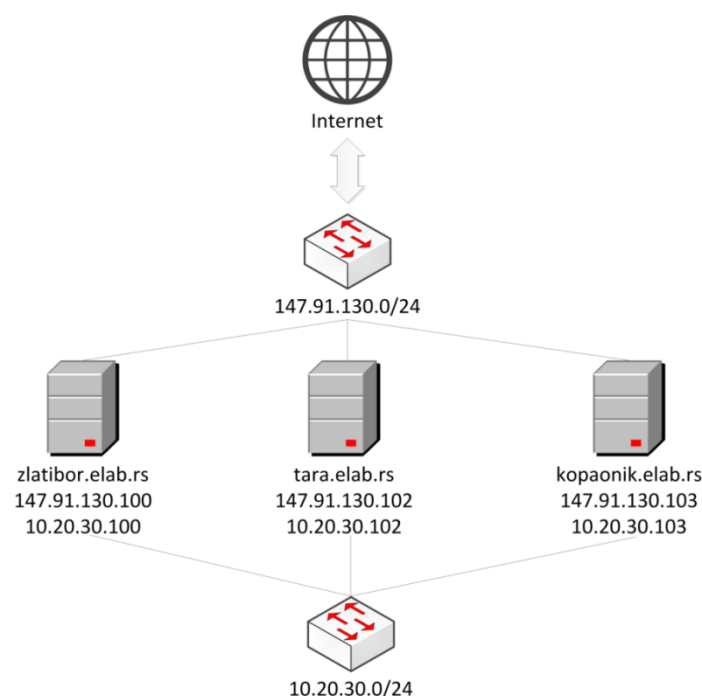 Internet
147.91.130.0/24
zlatibor.elab.rs
147.91.130.100
10.20.30.100
tara.elab.rs
147.91.130.102
10.20.30.102
kopaonik.elab.rs
147.91.130.103
10.20.30.103
10.20.30.0/24